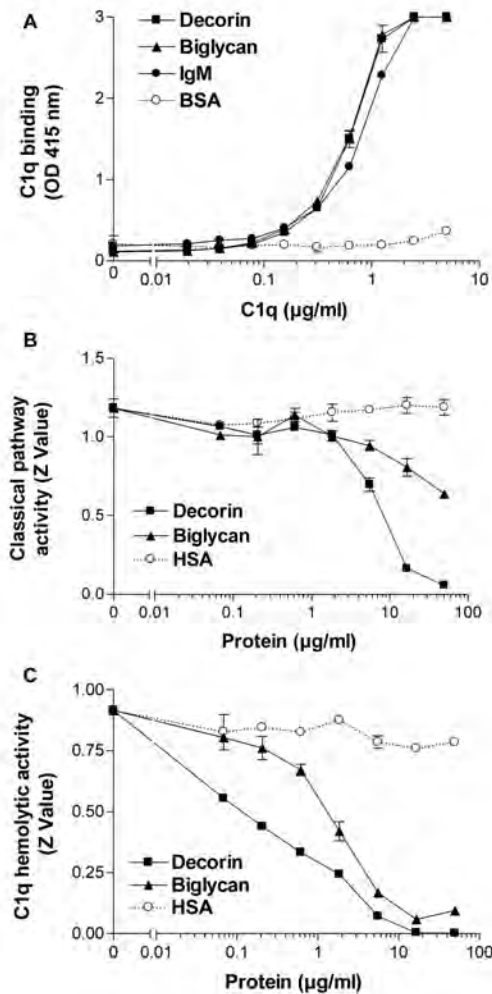 A
Decorin
Biglycan
IgM
BSA
C1q binding
(OD 415 nm)
3
2
1
0
0 0.01 0.1 1 10
C1q (µg/ml)
B
Classical pathway
activity (Z Value)
1.5
1.0
0.5
0.0
Decorin
Biglycan
HSA
0 0.01 0.1 1 10 100
Protein (µg/ml)
C
C1q hemolytic activity
(Z Value)
1.00
0.75
0.50
0.25
0.00
Decorin
Biglycan
HSA
0 0.01 0.1 1 10 100
Protein (µg/ml)